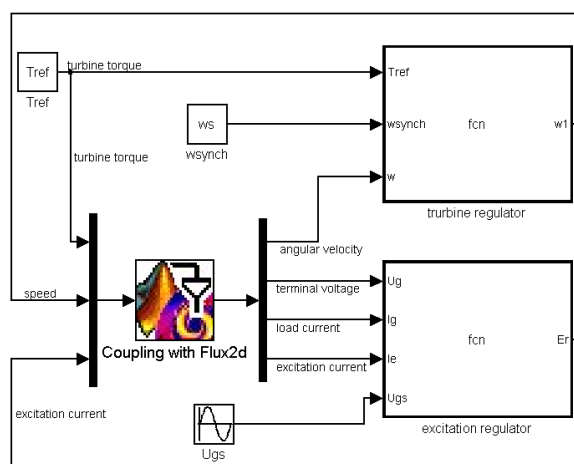 Tref
turbine torque
Tref
turbine torque
ws
wsynch
Tref
wsynch
w
fcn
w1
trurbine regulator
speed
Coupling with Flux2d
angular velocity
terminal voltage
load current
excitation current
excitation current
Ug
Ig
Ie
Ugs
fcn
Er
excitation regulator
Ugs